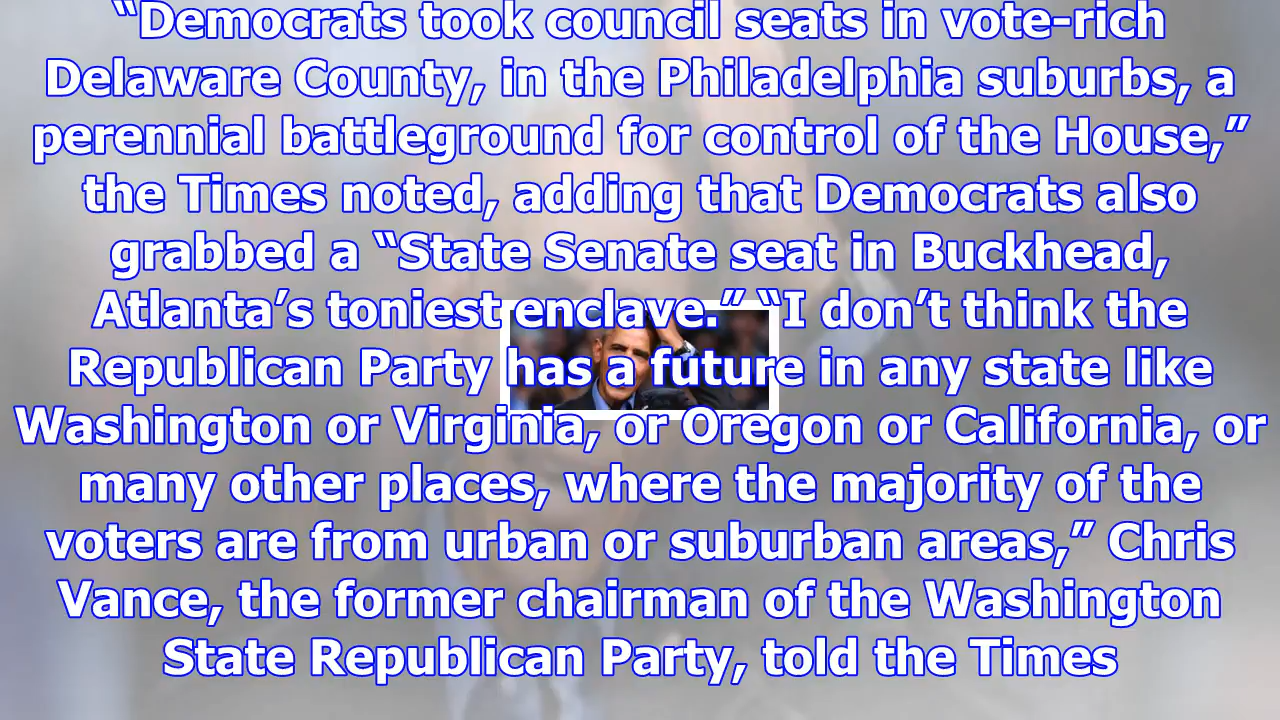 “Democrats took council seats in vote-rich
Delaware County, in the Philadelphia suburbs, a
perennial battleground for control of the House,”
the Times noted, adding that Democrats also
grabbed a “State Senate seat in Buckhead,
Atlanta’s toniest enclave.” “I don’t think the
Republican Party has a future in any state like
Washington or Virginia, or Oregon or California, or
many other places, where the majority of the
voters are from urban or suburban areas,” Chris
Vance, the former chairman of the Washington
State Republican Party, told the Times